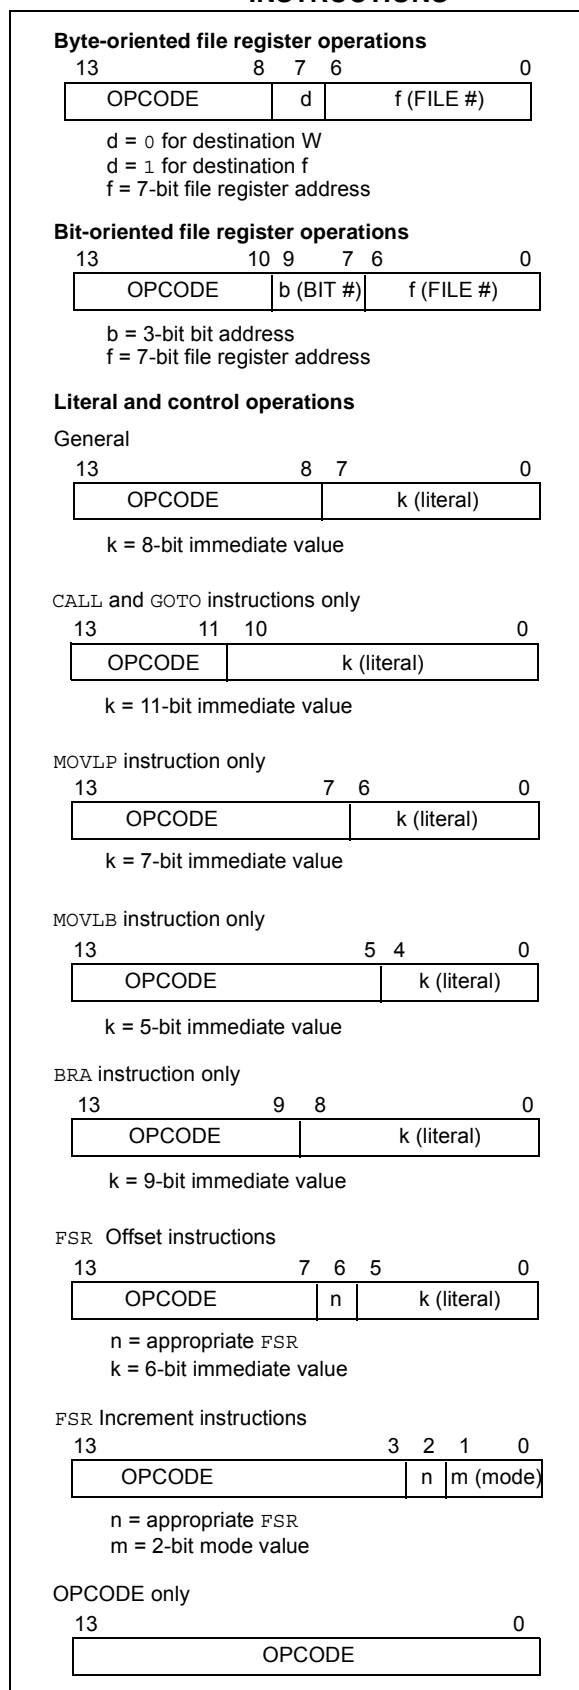 INSTRUCTIONS
Byte-oriented file register operations
13 8 7 6 0
OPCODE d f (FILE #)
d = 0 for destination W
d = 1 for destination f
f = 7-bit file register address
Bit-oriented file register operations
13 10 9 7 6 0
OPCODE b (BIT #) f (FILE #)
b = 3-bit bit address
f = 7-bit file register address
Literal and control operations
General
13 8 7 0
OPCODE k (literal)
k = 8-bit immediate value
CALL and GOTO instructions only
13 11 10 0
OPCODE k (literal)
k = 11-bit immediate value
MOVLP instruction only
13 7 6 0
OPCODE k (literal)
k = 7-bit immediate value
MOVLB instruction only
13 5 4 0
OPCODE k (literal)
k = 5-bit immediate value
BRA instruction only
13 9 8 0
OPCODE k (literal)
k = 9-bit immediate value
FSR Offset instructions
13 7 6 5 0
OPCODE n k (literal)
n = appropriate FSR
k = 6-bit immediate value
FSR Increment instructions
13 3 2 1 0
OPCODE n m (mode)
n = appropriate FSR
m = 2-bit mode value
OPCODE only
13 0
OPCODE